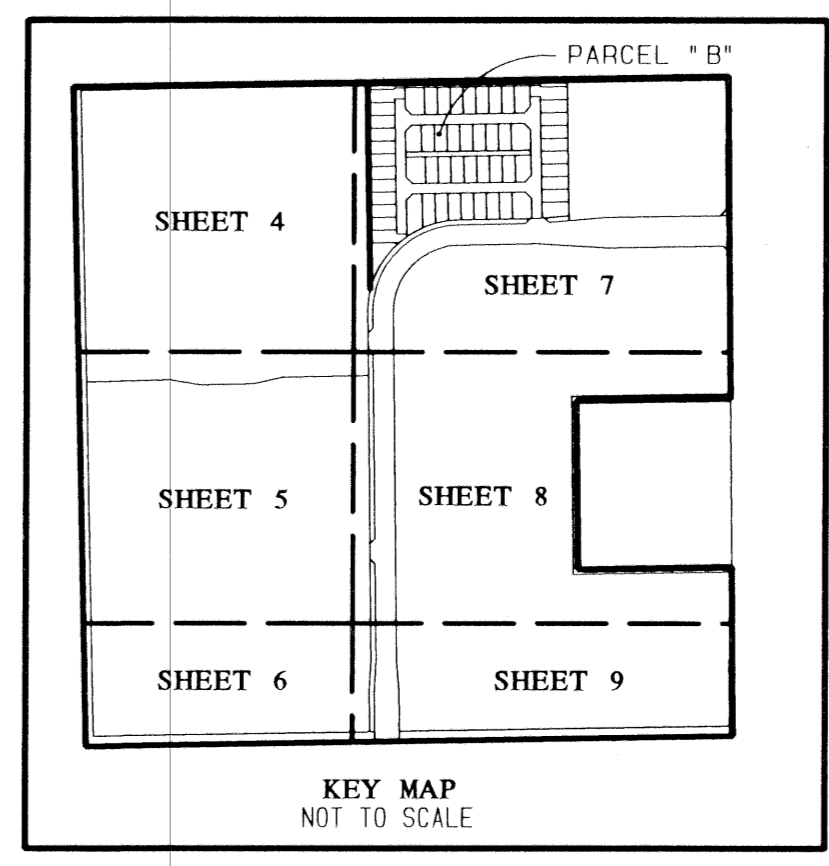 PARCEL "B"
SHEET 4
SHEET 7
SHEET 5
SHEET 8
SHEET 6
SHEET 9
KEY MAP
NOT TO SCALE